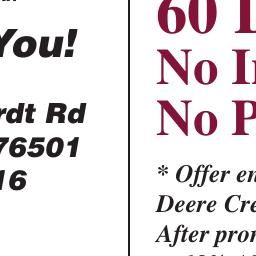 You!
rdt Rd
76501
16
60 D
No In
No P
* Offer en
Deere Cre
After pron